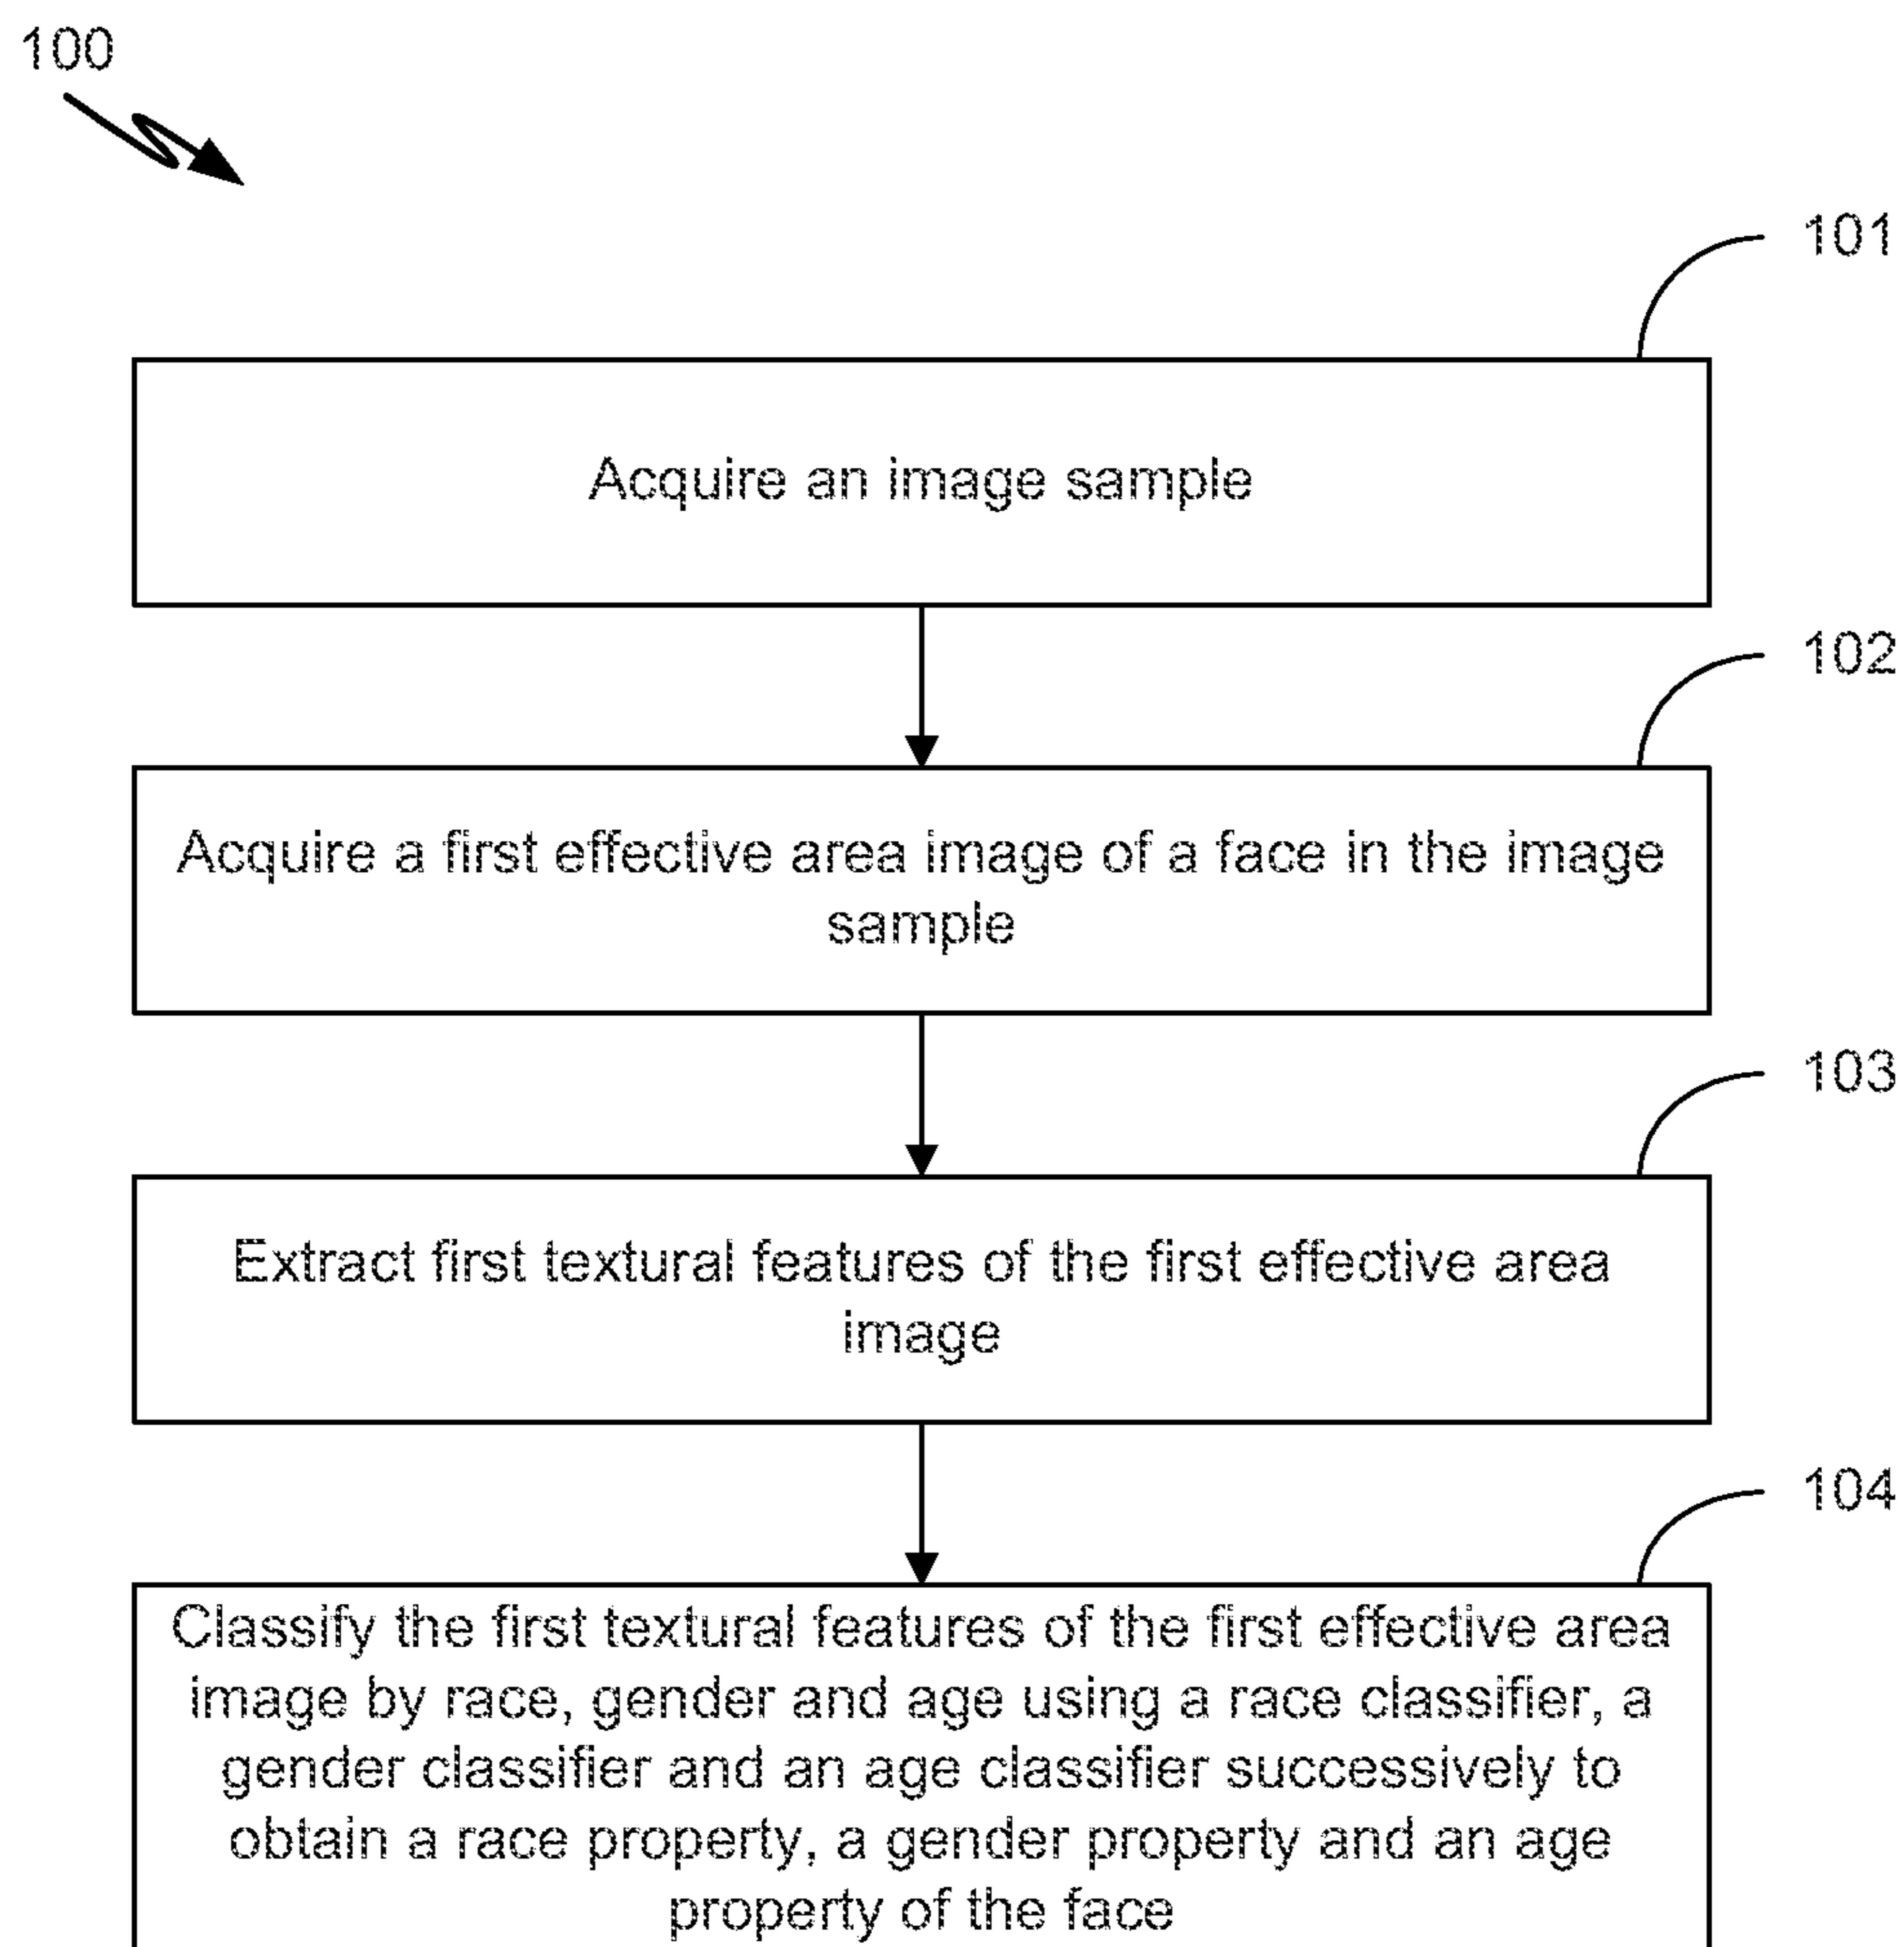 100
101
Acquire an image sample
102
Acquire a first effective area image of a face in the image
sample
103
Extract first textural features of the first effective area
image
104
Classify the first textural features of the first effective area
image by race, gender and age using a race classifier, a
gender classifier and an age classifier successively to
obtain a race property, a gender property and an age
property of the face